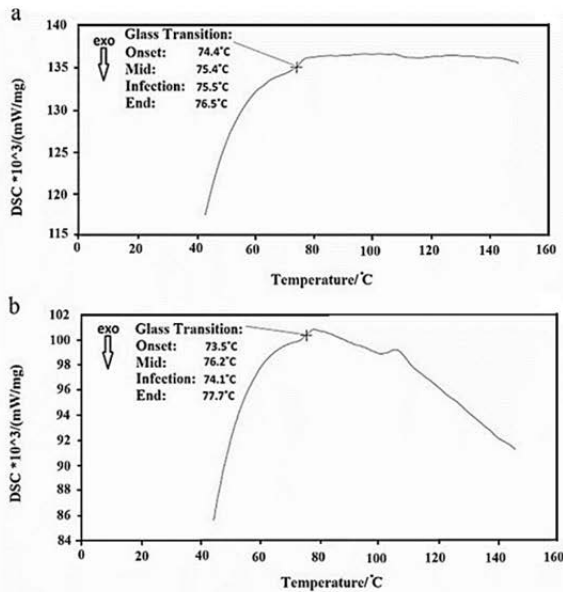 a
140
135
130
125
120
115
DSC *10^3/(mW/mg)
exo
Glass Transition:
Onset: 74.4°C
Mid: 75.4°C
Infection: 75.5°C
End: 76.5°C
0 20 40 60 80 100 120 140 160
Temperature/°C
b
102
100
98
96
94
92
90
88
86
84
DSC *10^3/(mW/mg)
exo
Glass Transition:
Onset: 73.5°C
Mid: 76.2°C
Infection: 74.1°C
End: 77.7°C
0 20 40 60 80 100 120 140 160
Temperature/°C